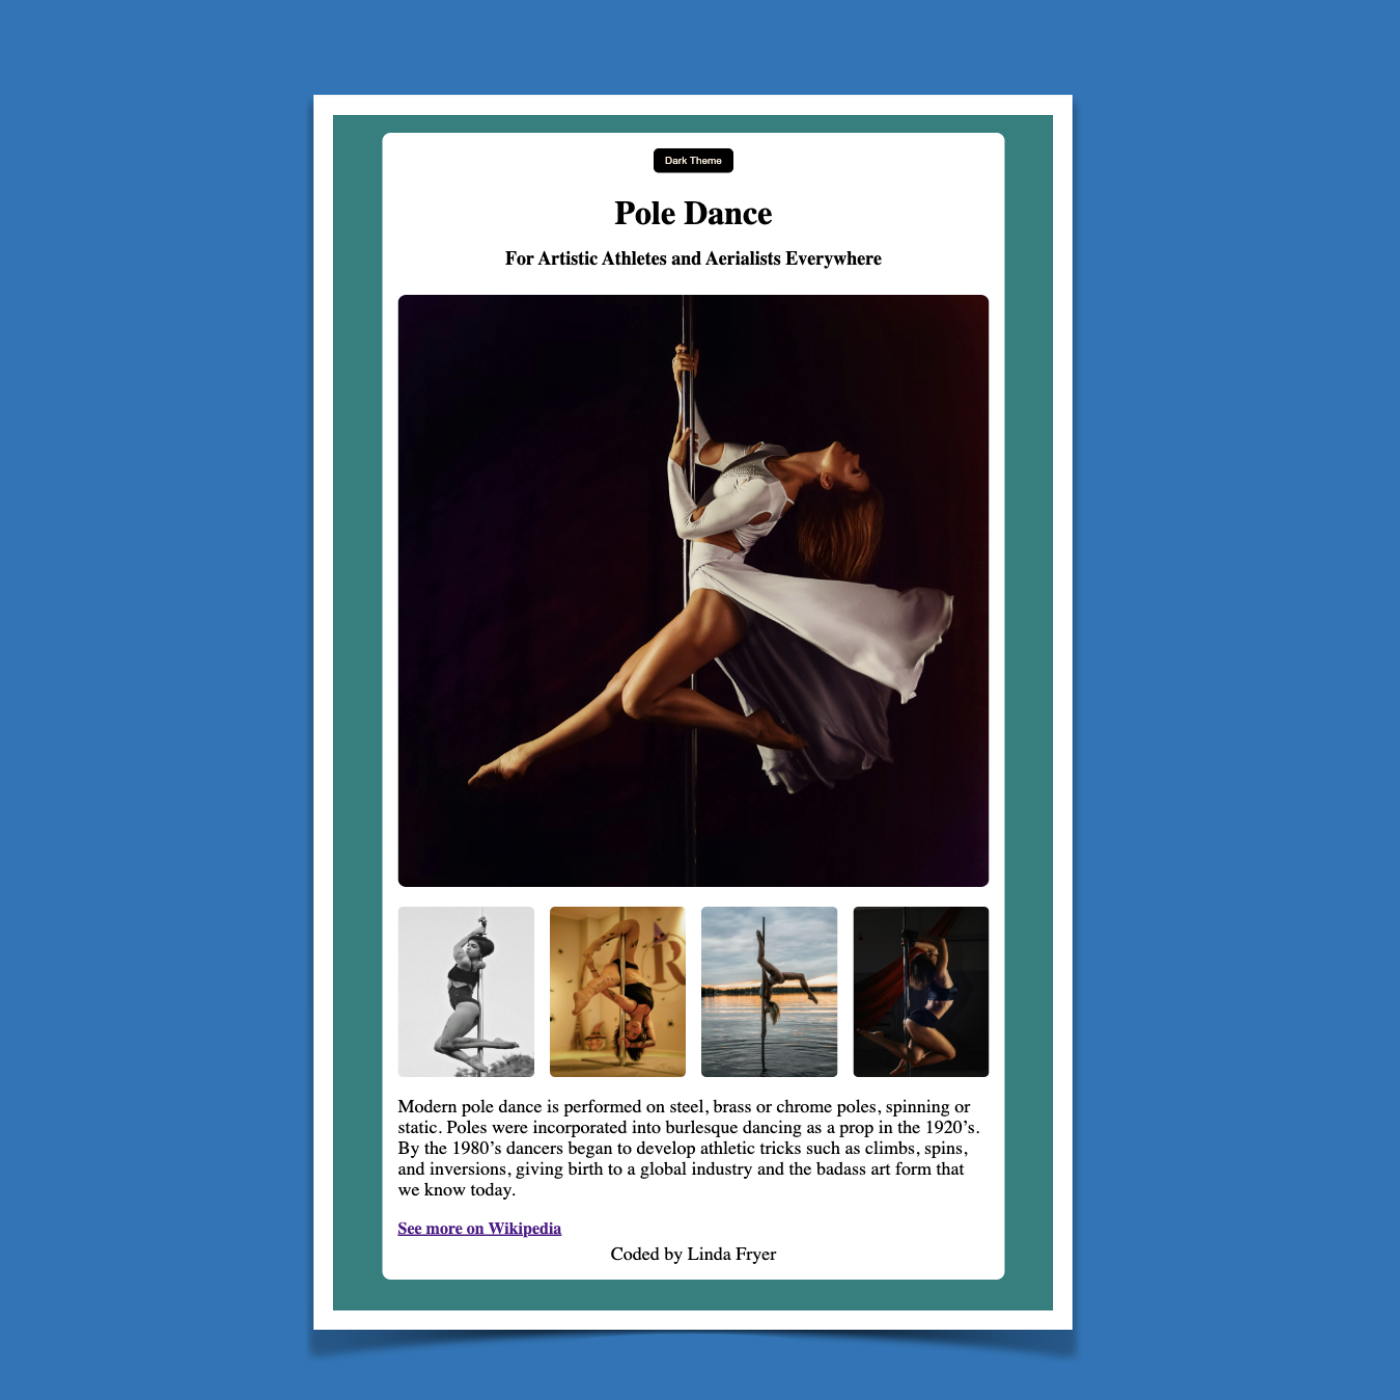 Dark Theme
Pole Dance
For Artistic Athletes and Aerialists Everywhere
R
Modern pole dance is performed on steel, brass or chrome poles, spinning or
static. Poles were incorporated into burlesque dancing as a prop in the 1920’s.
By the 1980’s dancers began to develop athletic tricks such as climbs, spins,
and inversions, giving birth to a global industry and the badass art form that
we know today.
See more on Wikipedia
Coded by Linda Fryer